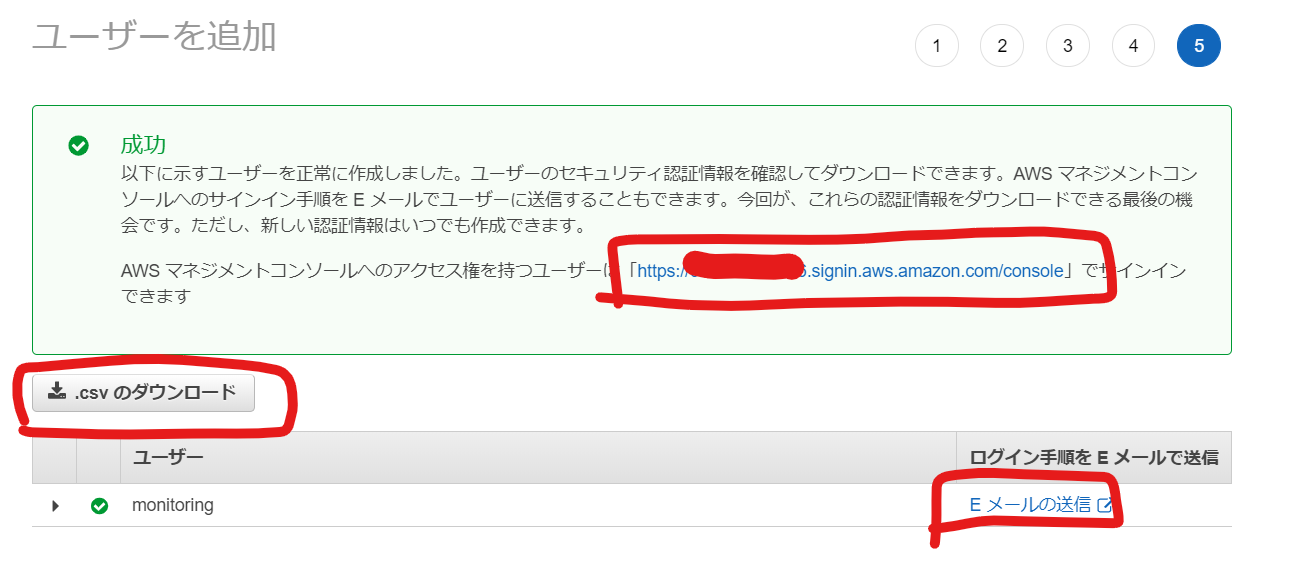 ユーザーを追加
1 2 3 4 5
成功
以下に示すユーザーを正常に作成しました。ユーザーのセキュリティ認証情報を確認してダウンロードできます。AWS マネジメントコン
ソールへのサインイン手順を E メールでユーザーに送信することもできます。今回が、これらの認証情報をダウンロードできる最後の機
会です。ただし、新しい認証情報はいつでも作成できます。
AWS マネジメントコンソールへのアクセス権を持つユーザーは「https://6.signin.aws.amazon.com/console」でサインイン
できます
.csv のダウンロード
ユーザー ログイン手順を E メールで送信
monitoring E メールの送信